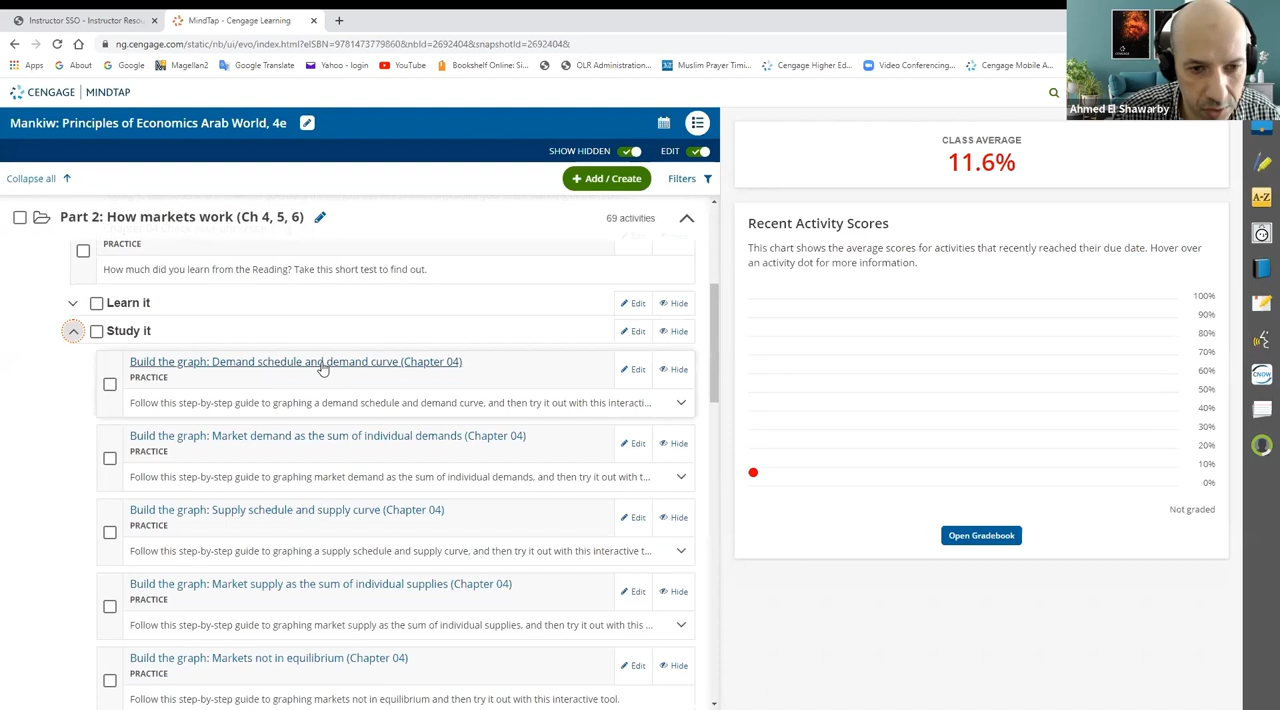 Instructor SSO - Instructor Resou
MindTap - Cengage Learning
ng.cengage.com/static/nb/ui/evo/index.html?eISBN=9781473779860&nbId=2692404&snapshotId=2692404&
Apps
About
Google
Magellan2
Google Translate
Yahoo - login
YouTube
Bookshelf Online: Si...
OLR Administration...
Muslim Prayer Timi...
Cengage Higher Ed...
Video Conferencing...
Cengage Mobile A...
Ahmed El Shawarby
CENGAGE | MINDTAP
Mankiw: Principles of Economics Arab World, 4e
SHOW HIDDEN
EDIT
Collapse all
+ Add / Create
Filters
Part 2: How markets work (Ch 4, 5, 6)
69 activities
PRACTICE
How much did you learn from the Reading? Take this short test to find out.
Learn it
Edit
Hide
Study it
Edit
Hide
Build the graph: Demand schedule and demand curve (Chapter 04)
PRACTICE
Edit
Hide
Follow this step-by-step guide to graphing a demand schedule and demand curve, and then try it out with this interacti...
Build the graph: Market demand as the sum of individual demands (Chapter 04)
PRACTICE
Edit
Hide
Follow this step-by-step guide to graphing market demand as the sum of individual demands, and then try it out with t...
Build the graph: Supply schedule and supply curve (Chapter 04)
PRACTICE
Edit
Hide
Follow this step-by-step guide to graphing a supply schedule and supply curve, and then try it out with this interactive t...
Build the graph: Market supply as the sum of individual supplies (Chapter 04)
PRACTICE
Edit
Hide
Follow this step-by-step guide to graphing market supply as the sum of individual supplies, and then try it out with this ...
Build the graph: Markets not in equilibrium (Chapter 04)
PRACTICE
Edit
Hide
Follow this step-by-step guide to graphing markets not in equilibrium and then try it out with this interactive tool.
CLASS AVERAGE
11.6%
Recent Activity Scores
This chart shows the average scores for activities that recently reached their due date. Hover over
an activity dot for more information.
100%
90%
80%
70%
60%
50%
40%
30%
20%
10%
0%
Not graded
Open Gradebook
A-Z
CNOW